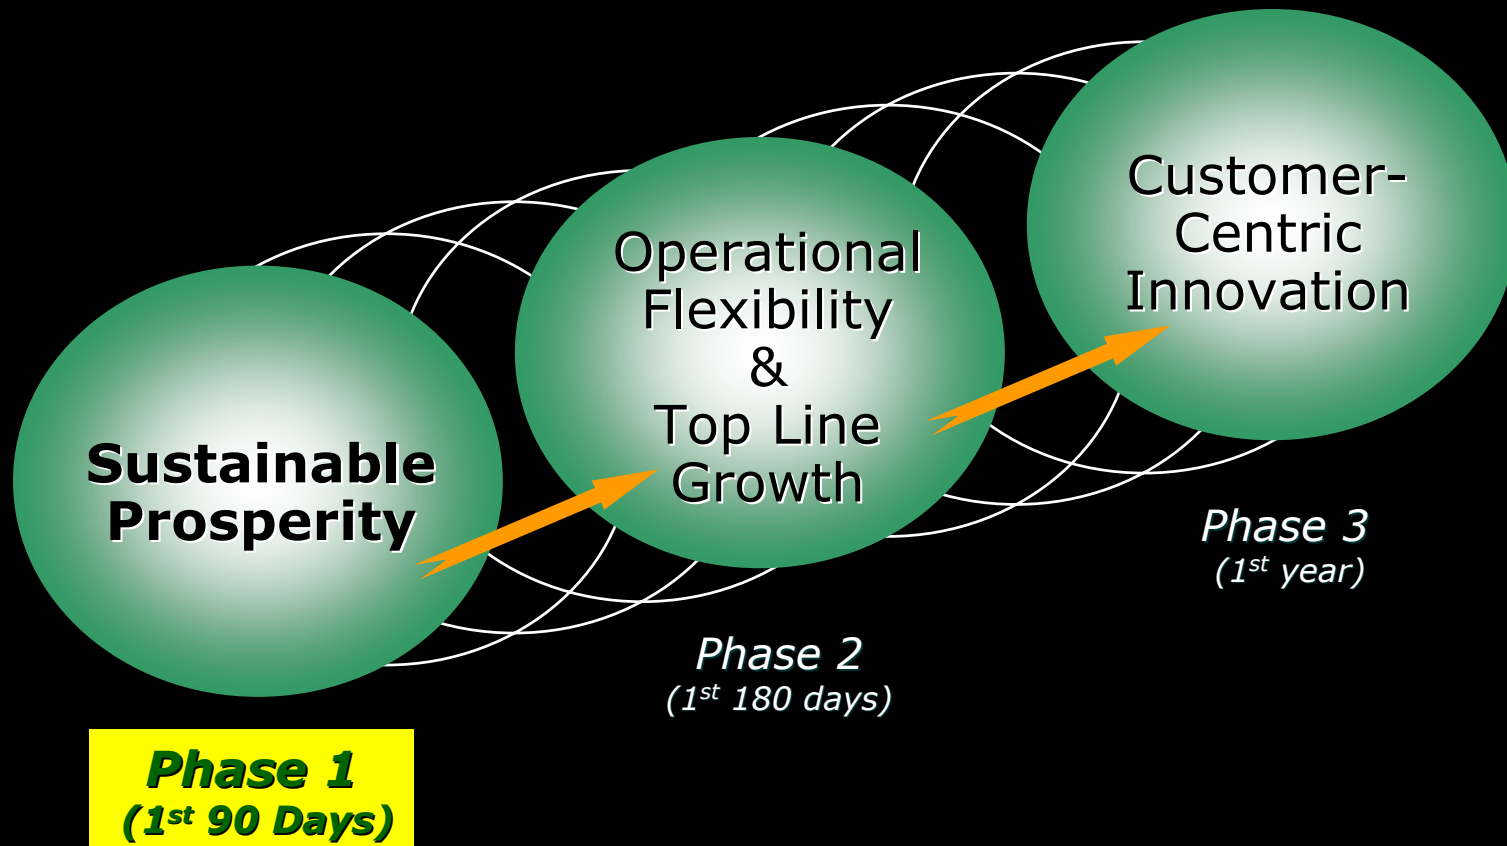 Customer-
Centric
Innovation
Operational
Flexibility
&
Top Line
Growth
Sustainable
Prosperity
Phase 3
(1st year)
Phase 2
(1st 180 days)
Phase 1
(1st 90 Days)